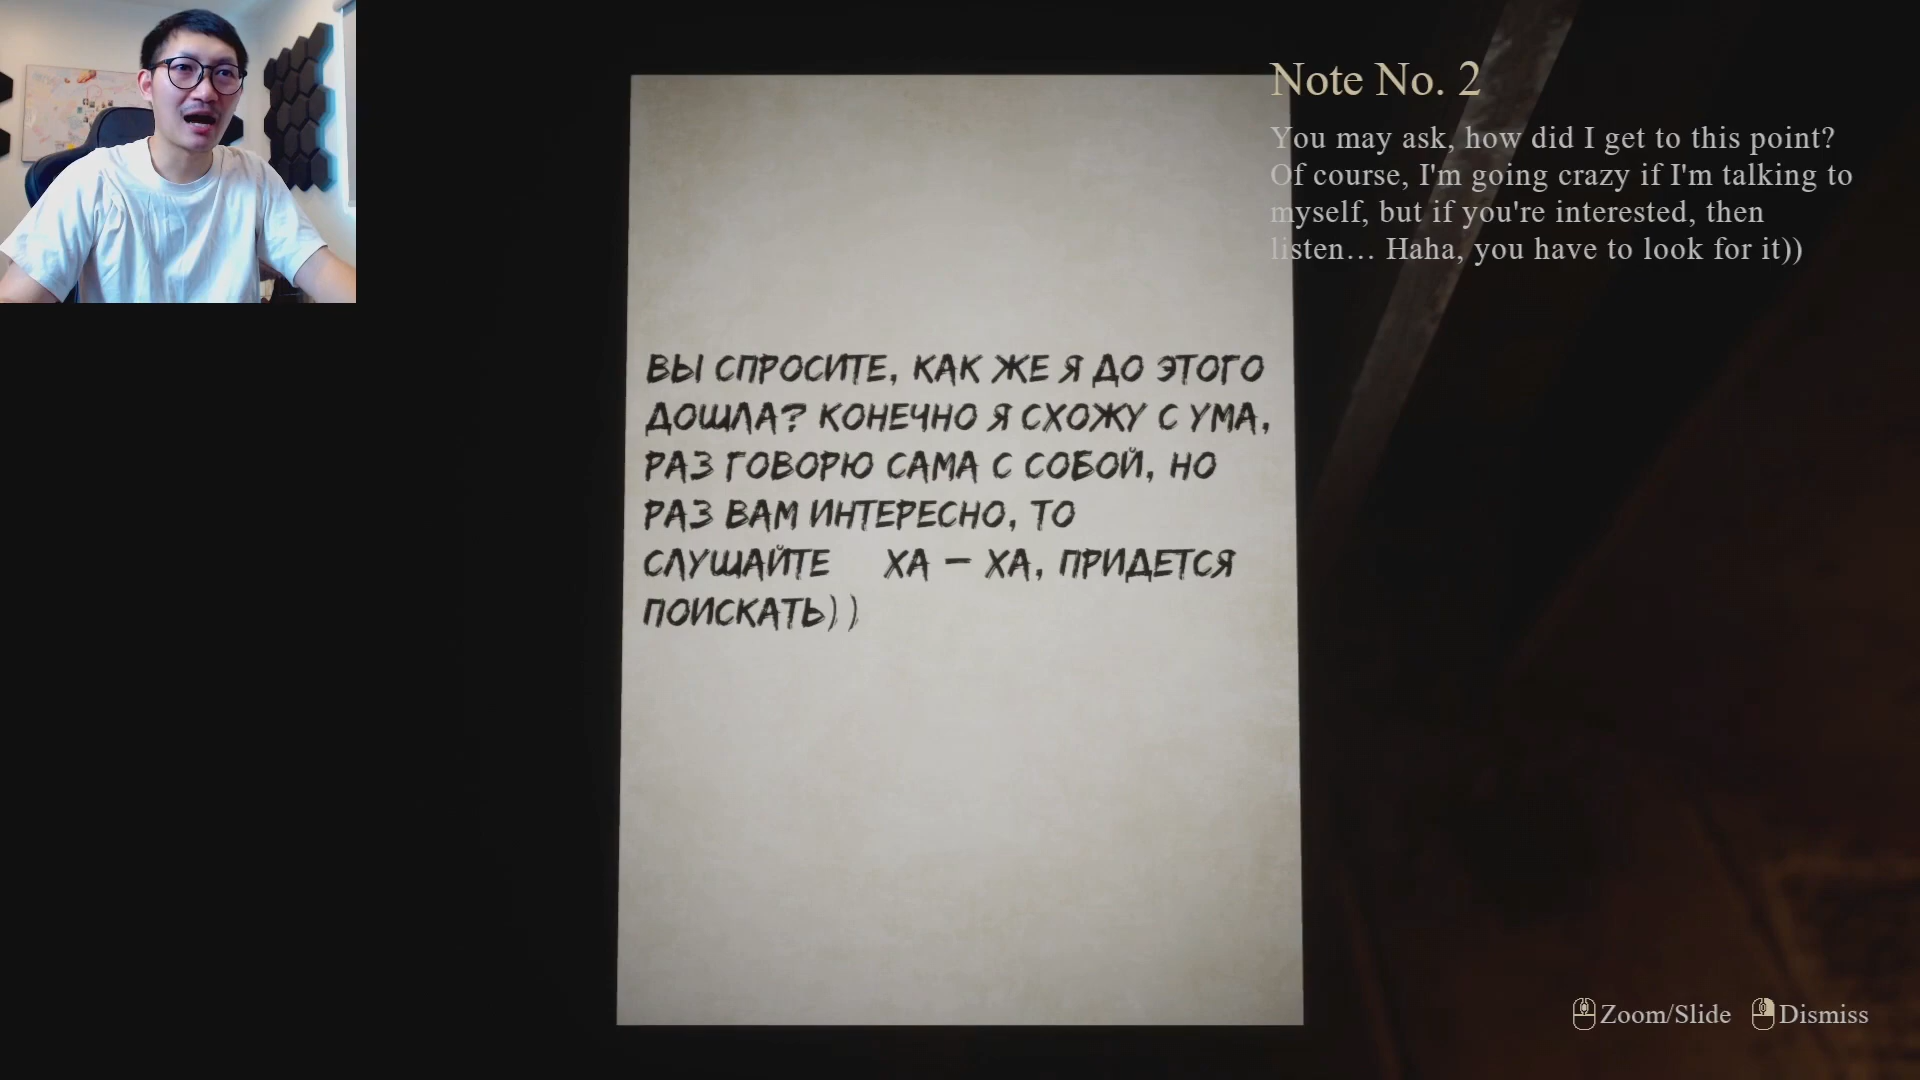 Note No. 2
You may ask, how did I get to this point?
Of course, I'm going crazy if I'm talking to
myself, but if you're interested, then
listen… Haha, you have to look for it))
ВЫ СПРОСИТЕ, КАК ЖЕ Я ДО ЭТОГО
ДОШЛА? КОНЕЧНО Я СХОЖУ С УМА,
РАЗ ГОВОРЮ САМА С СОБОЙ, НО
РАЗ ВАМ ИНТЕРЕСНО, ТО
СЛУШАЙТЕ ХА – ХА, ПРИДЕТСЯ
ПОИСКАТЬ))
Zoom/Slide Dismiss